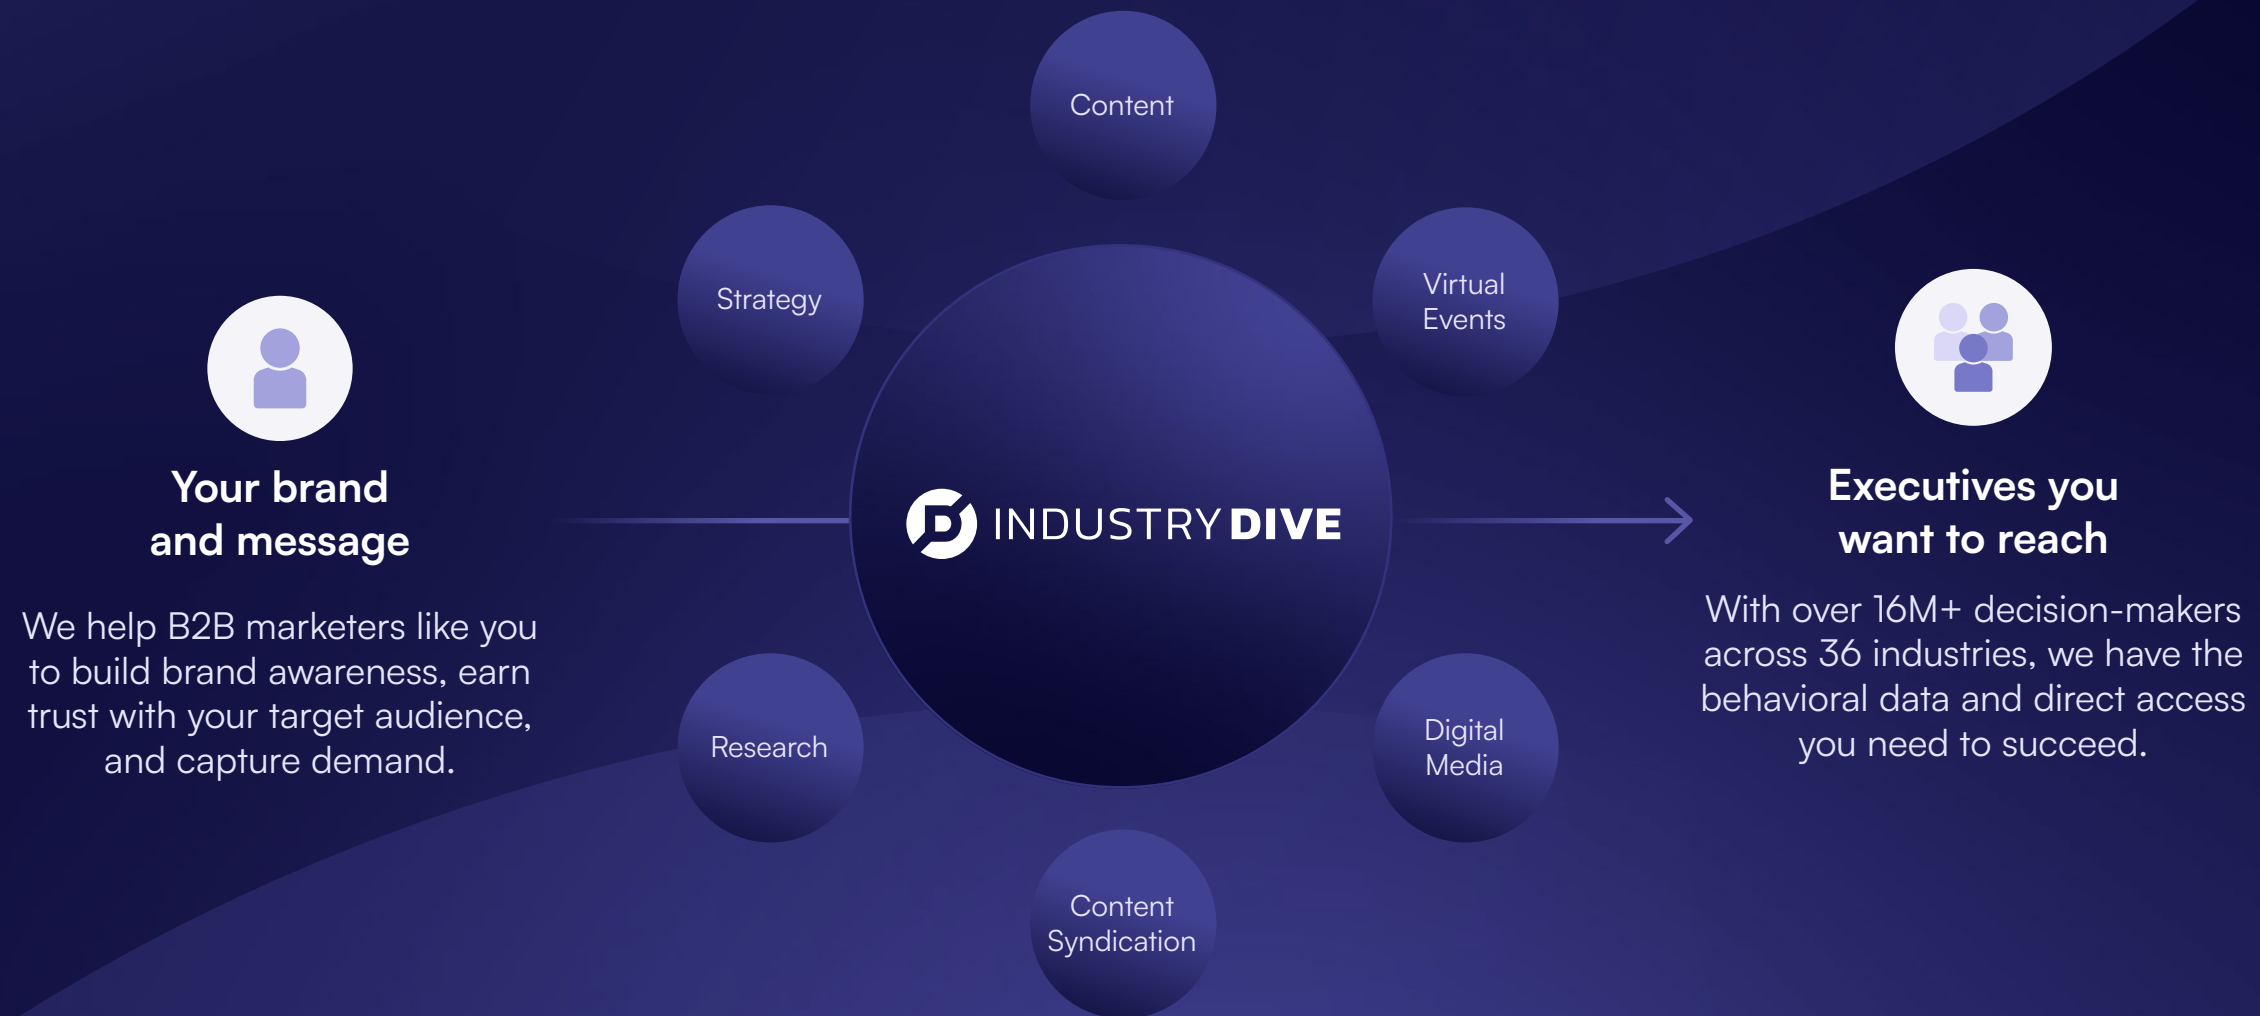 Content
Strategy
Virtual
Events
Your brand
and message
We help B2B marketers like you
to build brand awareness, earn
trust with your target audience,
and capture demand.
INDUSTRY DIVE
Executives you
want to reach
With over 16M+ decision-makers
across 36 industries, we have the
behavioral data and direct access
you need to succeed.
Research
Digital
Media
Content
Syndication